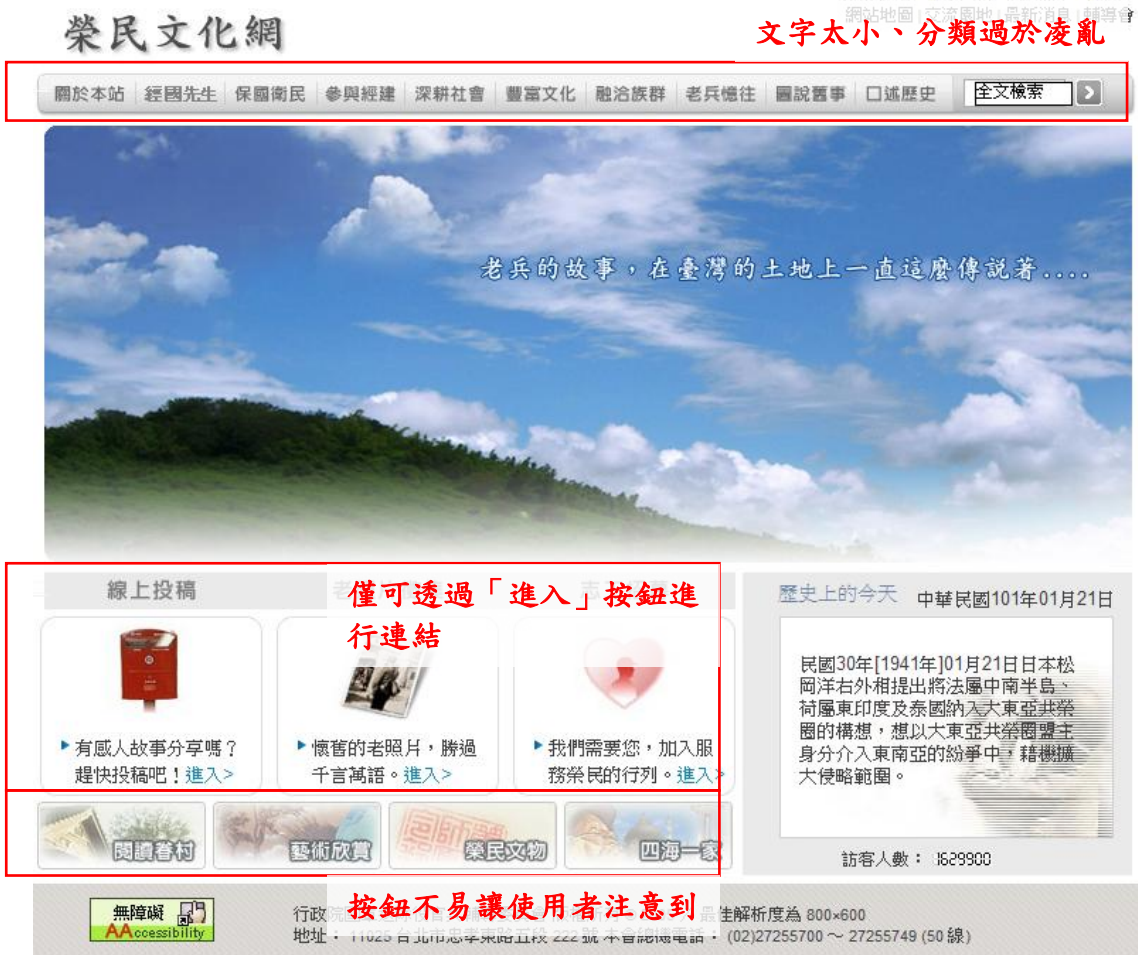 榮民文化網
網站地圖 | 交流園地 | 最新消息 | 輔導會
文字太小、分類過於凌亂
關於本站 經國先生 保國衛民 參與經建 深耕社會 豐富文化 融洽族群 老兵憶往 圖說舊事 口述歷史 全文檢索
老兵的故事,在臺灣的土地上一直這麼傳說著....
線上投稿
僅可透過「進入」按鈕進
行連結
歷史上的今天 中華民國101年01月21日
有感人故事分享嗎?
趕快投稿吧!進入>
懷舊的老照片,勝過
千言萬語。進入>
我們需要您,加入服
務榮民的行列。進入>
民國30年[1941年]01月21日日本松
岡洋右外相提出將法屬中南半島、
荷屬東印度及泰國納入大東亞共榮
圈的構想,想以大東亞共榮圈盟主
身分介入東南亞的紛爭中,藉機擴
大侵略範圍。
閱讀眷村 藝術欣賞 榮民文物 四海一家
訪客人數: 1629900
按鈕不易讓使用者注意到
無障礙
AAccessibility
行政 最佳解析度為 800×600
地址: 11025 台北市忠孝東路五段 222 號 本會總機電話: (02)27255700 ~ 27255749 (50 線)